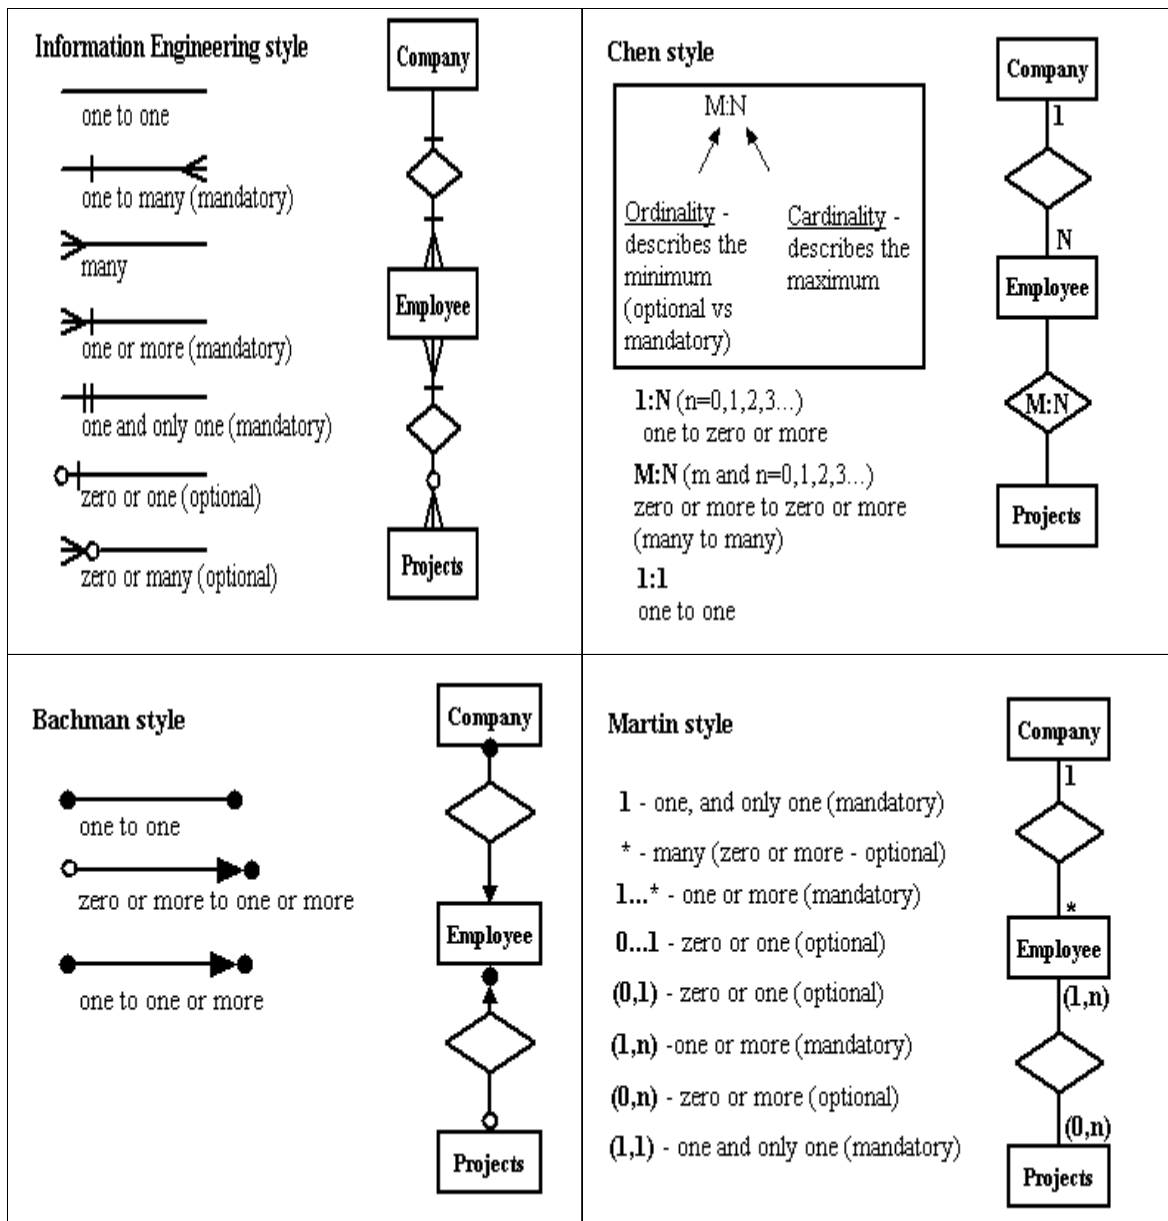 Information Engineering style
one to one
one to many (mandatory)
many
one or more (mandatory)
one and only one (mandatory)
zero or one (optional)
zero or many (optional)
Company
Employee
Projects
Chen style
M:N
Ordinality -
describes the
minimum
(optional vs
mandatory)
Cardinality -
describes the
maximum
1:N (n=0,1,2,3...)
one to zero or more
M:N (m and n=0,1,2,3...)
zero or more to zero or more
(many to many)
1:1
one to one
Company
1
N
Employee
M:N
Projects
Bachman style
one to one
zero or more to one or more
one to one or more
Company
Employee
Projects
Martin style
1 - one, and only one (mandatory)
* - many (zero or more - optional)
1...* - one or more (mandatory)
0...1 - zero or one (optional)
(0,1) - zero or one (optional)
(1,n) -one or more (mandatory)
(0,n) - zero or more (optional)
(1,1) - one and only one (mandatory)
Company
1
*
Employee
(1,n)
(0,n)
Projects